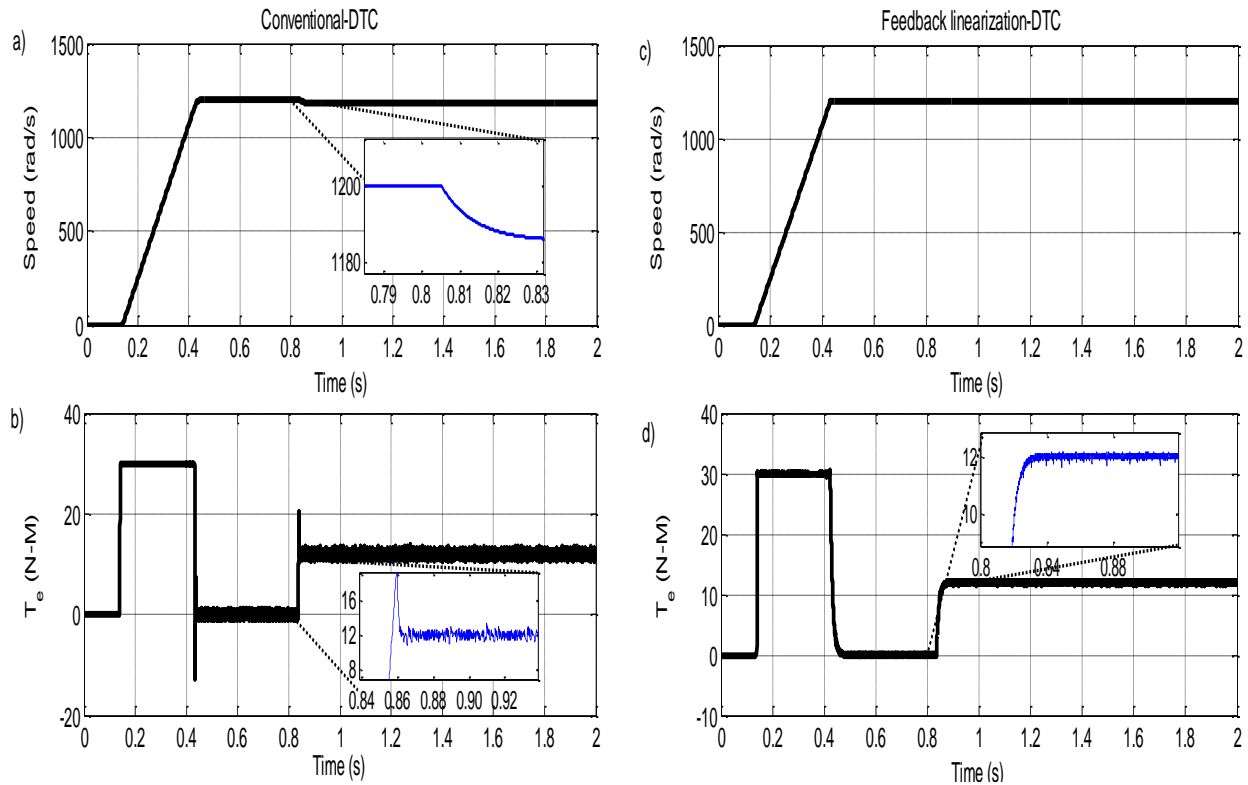 Conventional-DTC
a)
1500
1000
500
0
Speed (rad/s)
1200
1180
0.79 0.8 0.81 0.82 0.83
0 0.2 0.4 0.6 0.8 1 1.2 1.4 1.6 1.8 2
Time (s)
b)
40
20
0
-20
Te (N-M)
16
12
8
0.84 0.86 0.88 0.90 0.92
0 0.2 0.4 0.6 0.8 1 1.2 1.4 1.6 1.8 2
Time (s)
Feedback linearization-DTC
c)
1500
1000
500
0
Speed (rad/s)
0 0.2 0.4 0.6 0.8 1 1.2 1.4 1.6 1.8 2
Time (s)
d)
40
30
20
10
0
-10
Te (N-M)
12
10
0.8 0.84 0.88
0 0.2 0.4 0.6 0.8 1 1.2 1.4 1.6 1.8 2
Time (s)